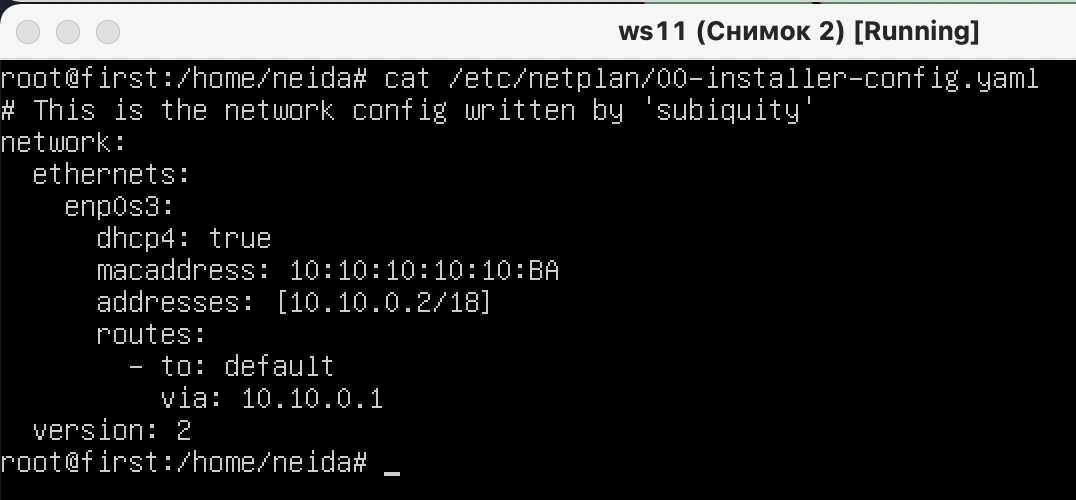 ws11 (Снимок 2) [Running]
root@first:/home/neida# cat /etc/netplan/00-installer-config.yaml
# This is the network config written by 'subiquity'
network:
  ethernets:
    enp0s3:
      dhcp4: true
      macaddress: 10:10:10:10:10:BA
      addresses: [10.10.0.2/18]
      routes:
        - to: default
          via: 10.10.0.1
  version: 2
root@first:/home/neida# _